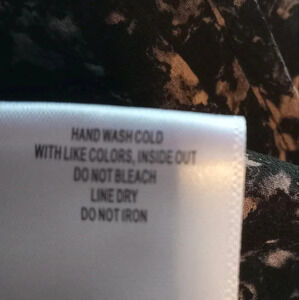 HAND WASH COLD
WITH LIKE COLORS, INSIDE OUT
DO NOT BLEACH
LINE DRY
DO NOT IRON